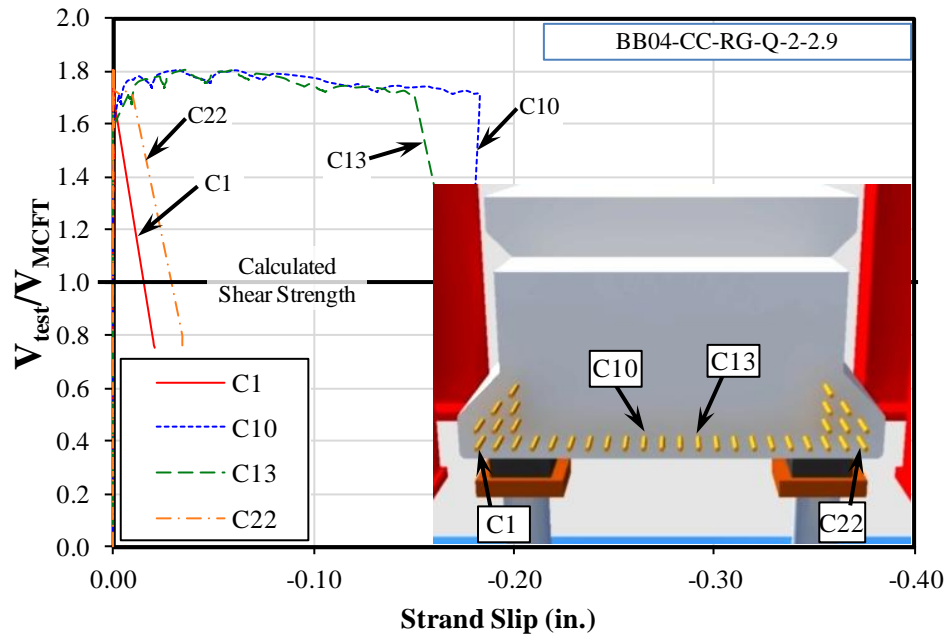 BB04-CC-RG-Q-2-2.9
2.0
1.8
1.6
1.4
1.2
1.0
0.8
0.6
0.4
0.2
0.0
V_test/V_MCFT
C22
C1
C13
C10
Calculated
Shear Strength
C1
C10
C13
C22
C10
C13
C1
C22
0.00
-0.10
-0.20
-0.30
-0.40
Strand Slip (in.)